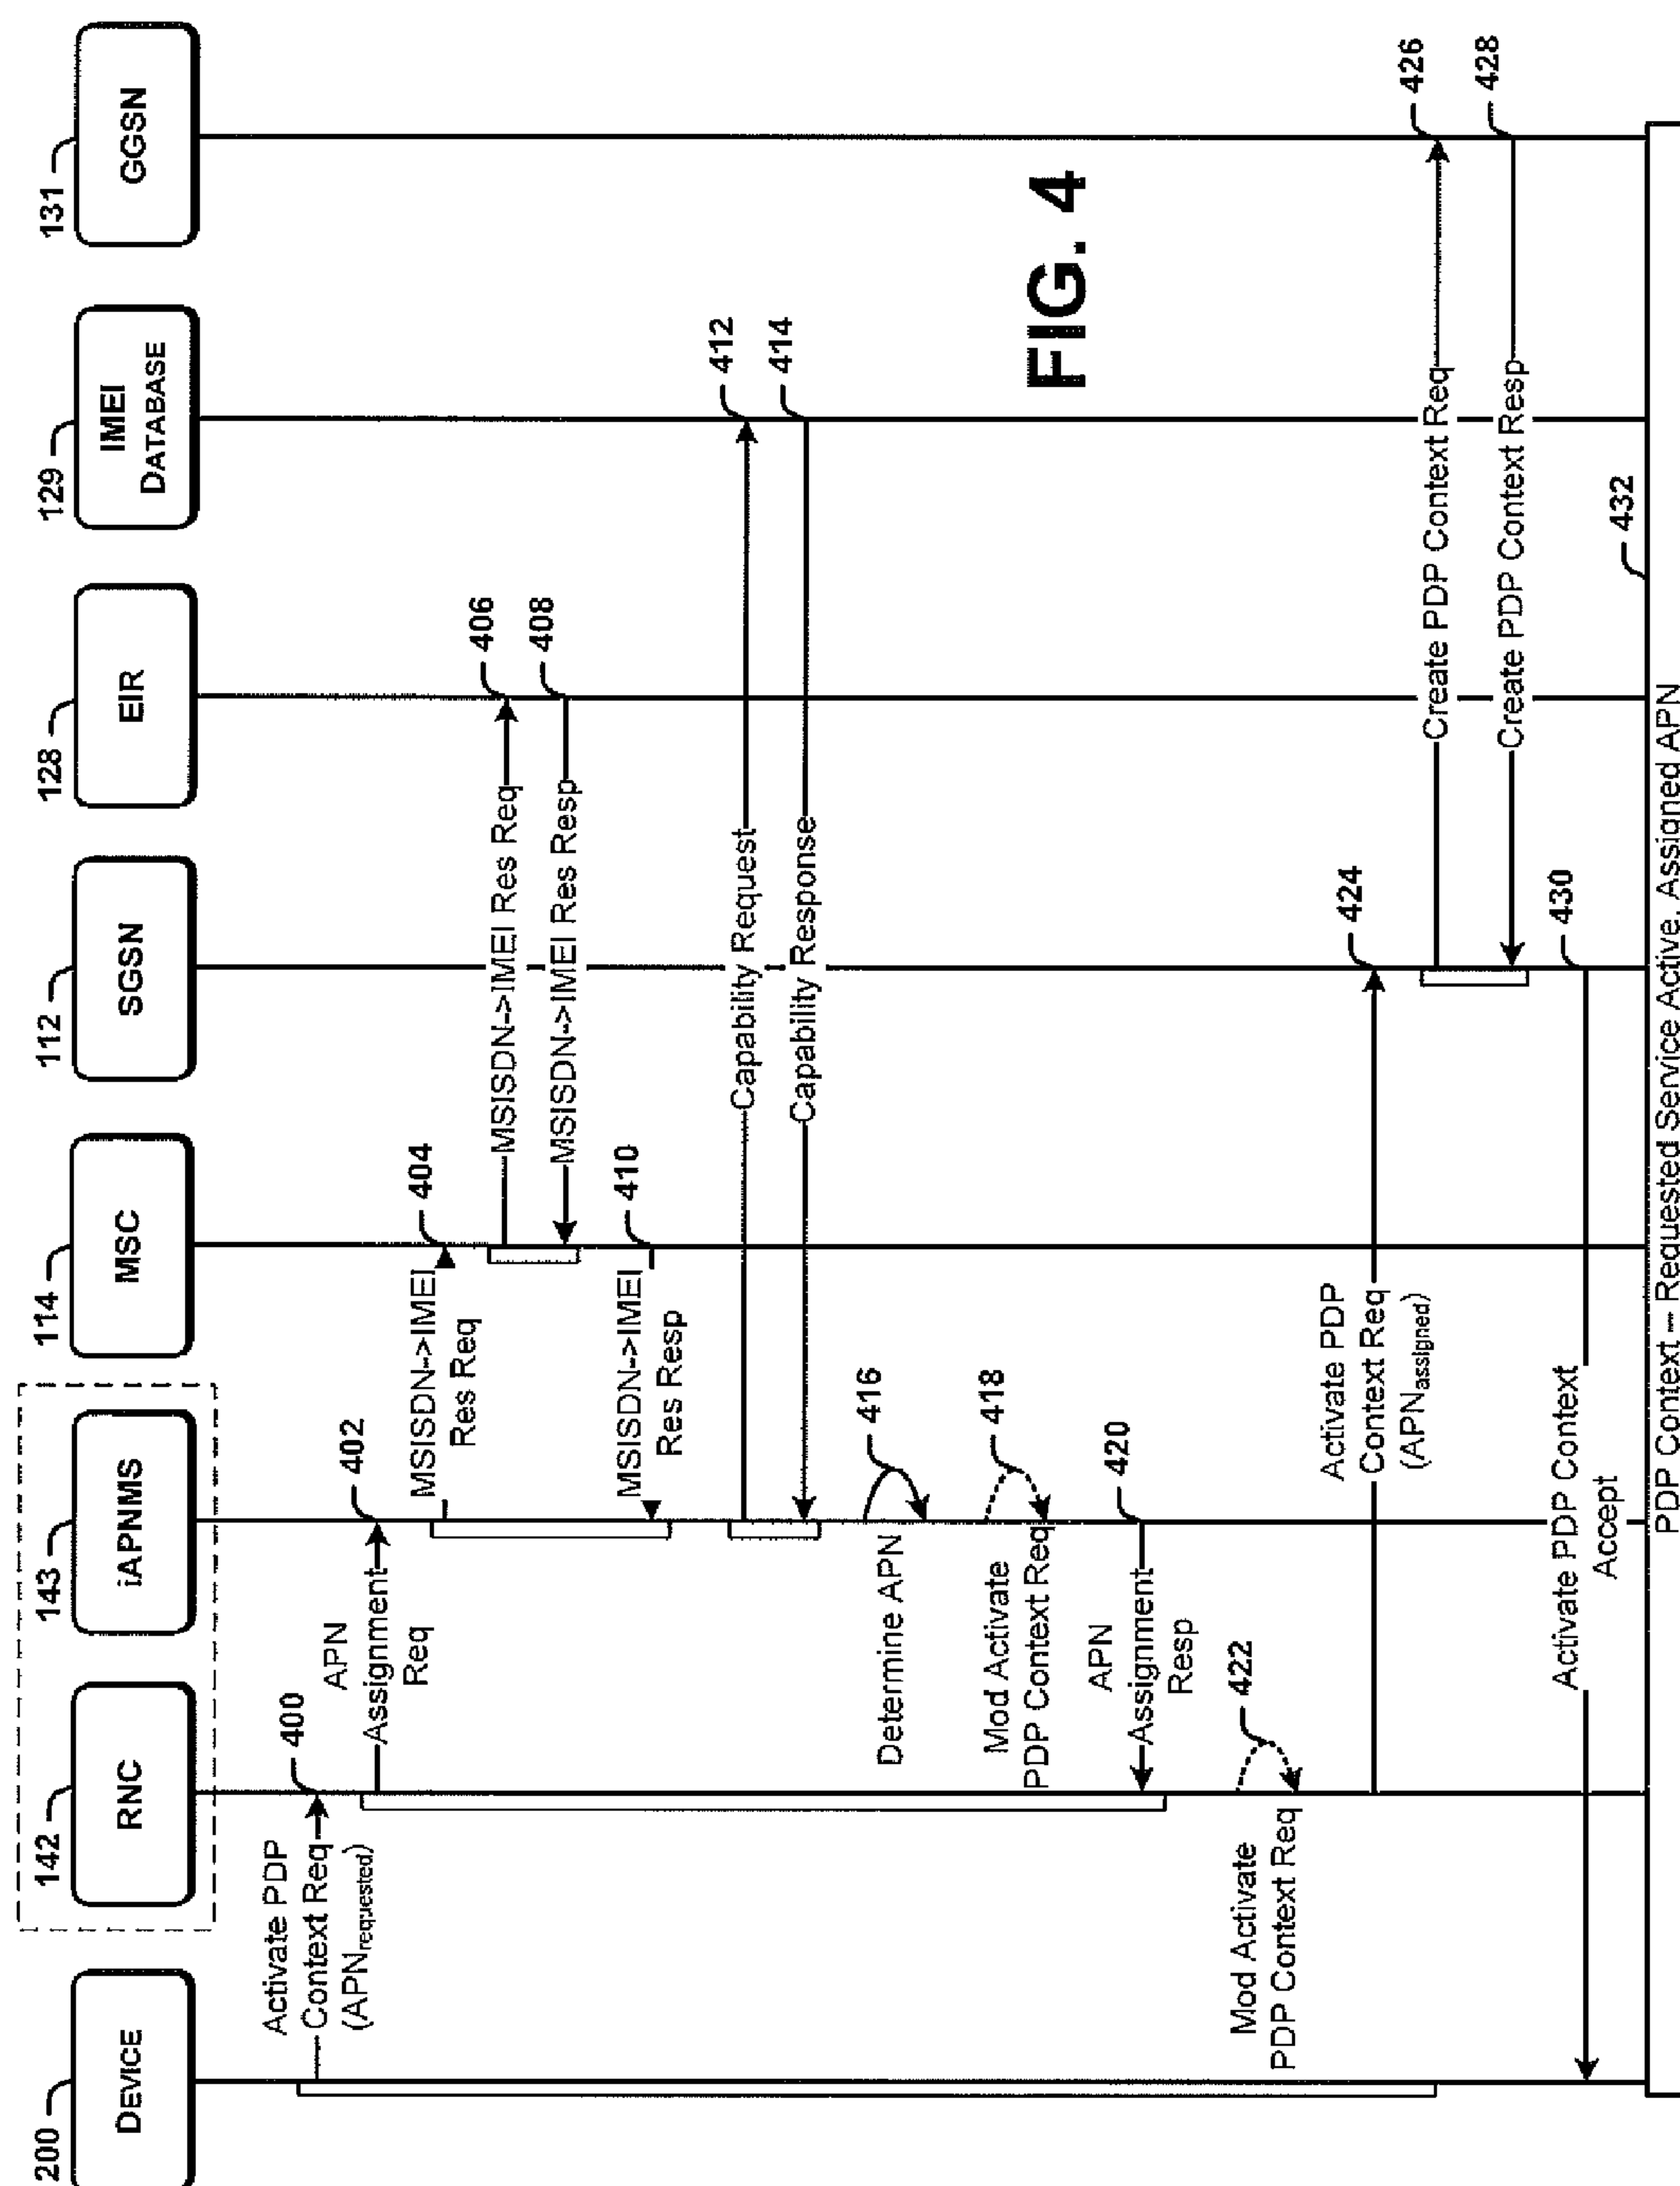 200
DEVICE
142
RNC
143
iAPNMS
114
MSC
112
SGSN
128
EIR
129
IMEI
DATABASE
131
GGSN
Activate PDP
Context Req
(APNrequested)
400
APN
Assignment
Req
402
MSISDN->IMEI
Res Req
404
MSISDN->IMEI Res Req
406
MSISDN->IMEI Res Resp
408
MSISDN->IMEI
Res Resp
410
Capability Request
412
Capability Response
414
Determine APN
416
Mod Activate
PDP Context Req
418
APN
Assignment
Resp
420
Mod Activate
PDP Context Req
422
Activate PDP
Context Req
(APNassigned)
424
Create PDP Context Req
426
Create PDP Context Resp
428
Activate PDP Context
Accept
430
PDP Context -- Requested Service Active, Assigned APN
432
FIG. 4